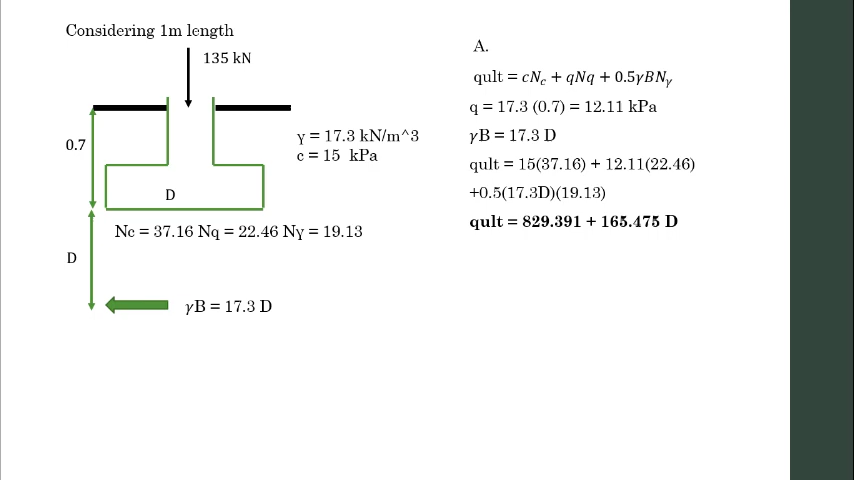 Considering 1m length
135 kN
0.7
γ = 17.3 kN/m^3
c = 15 kPa
D
Nc = 37.16 Nq = 22.46 Nγ = 19.13
D
γB = 17.3 D
A.
qult = cN_c + qNq + 0.5γBN_γ
q = 17.3 (0.7) = 12.11 kPa
γB = 17.3 D
qult = 15(37.16) + 12.11(22.46)
+0.5(17.3D)(19.13)
qult = 829.391 + 165.475 D